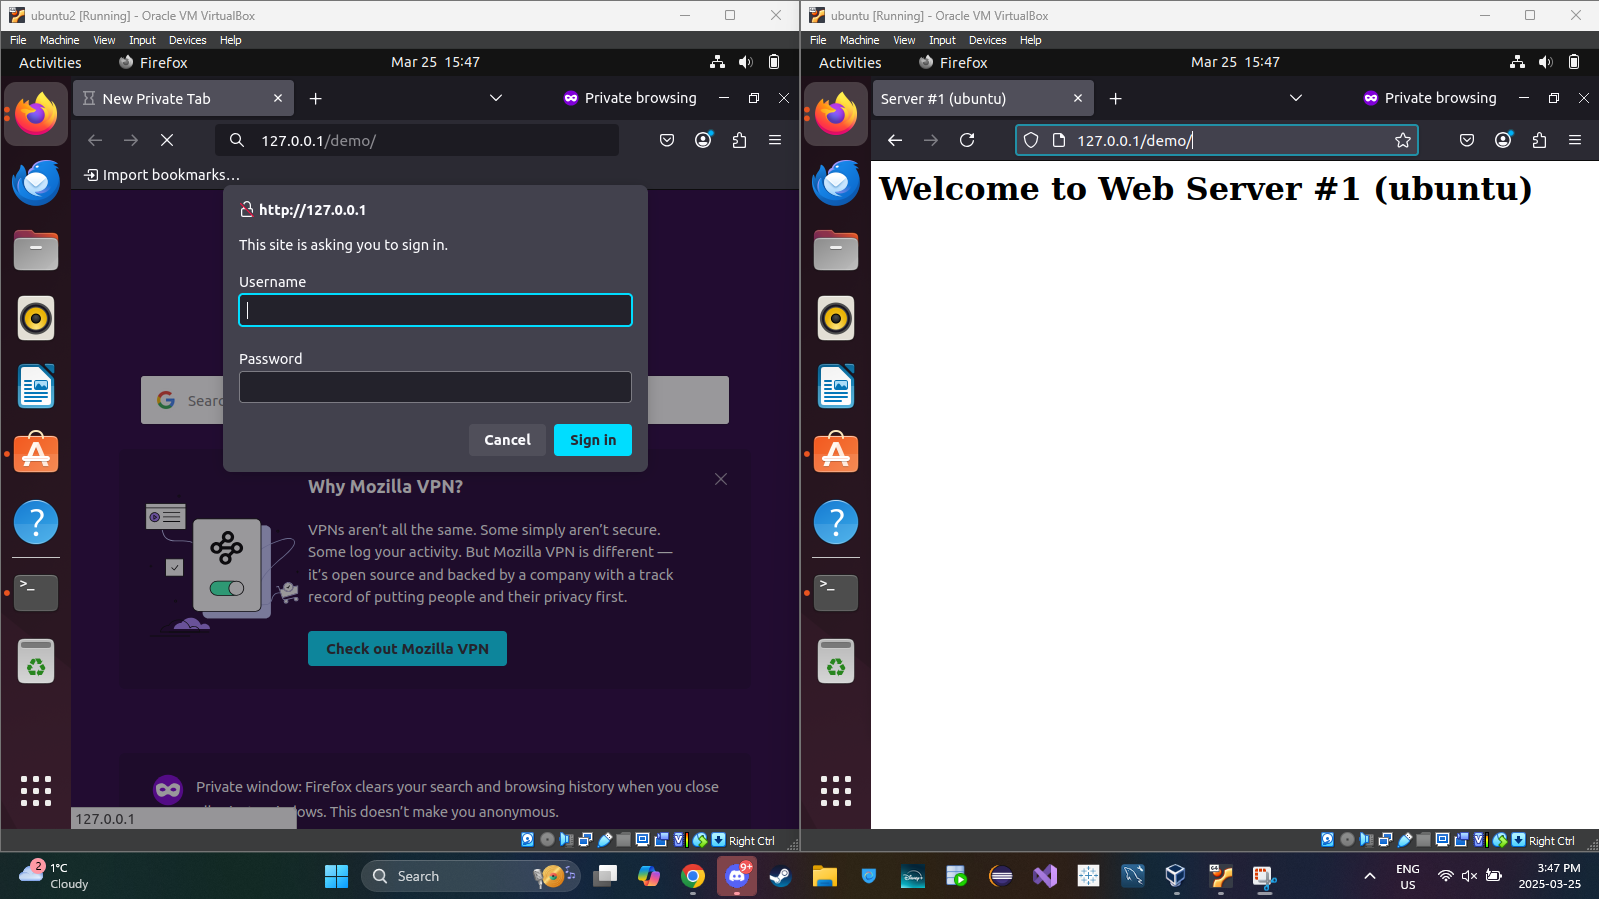 ubuntu2 [Running] - Oracle VM VirtualBox
File Machine View Input Devices Help
Activities Firefox Mar 25 15:47
New Private Tab Private browsing
127.0.0.1/demo/
Import bookmarks…
http://127.0.0.1
This site is asking you to sign in.
Username
Password
Cancel Sign in
Searc
Why Mozilla VPN?
VPNs aren’t all the same. Some simply aren’t secure.
Some log your activity. But Mozilla VPN is different —
it’s open source and backed by a company with a track
record of putting people and their privacy first.
Check out Mozilla VPN
Private window: Firefox clears your search and browsing history when you close
ows. This doesn’t make you anonymous.
127.0.0.1
Right Ctrl
ubuntu [Running] - Oracle VM VirtualBox
File Machine View Input Devices Help
Activities Firefox Mar 25 15:47
Server #1 (ubuntu) Private browsing
127.0.0.1/demo/
Welcome to Web Server #1 (ubuntu)
Right Ctrl
2 1°C
Cloudy
Search
9+
Disney+
ENG
US
3:47 PM
2025-03-25